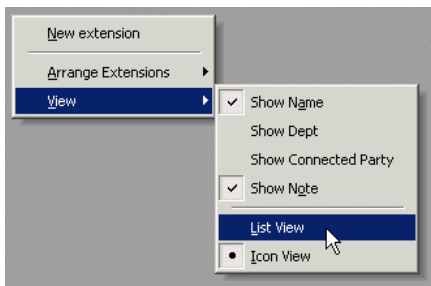 New extension
Arrange Extensions
View
Show Name
Show Dept
Show Connected Party
Show Note
List View
Icon View